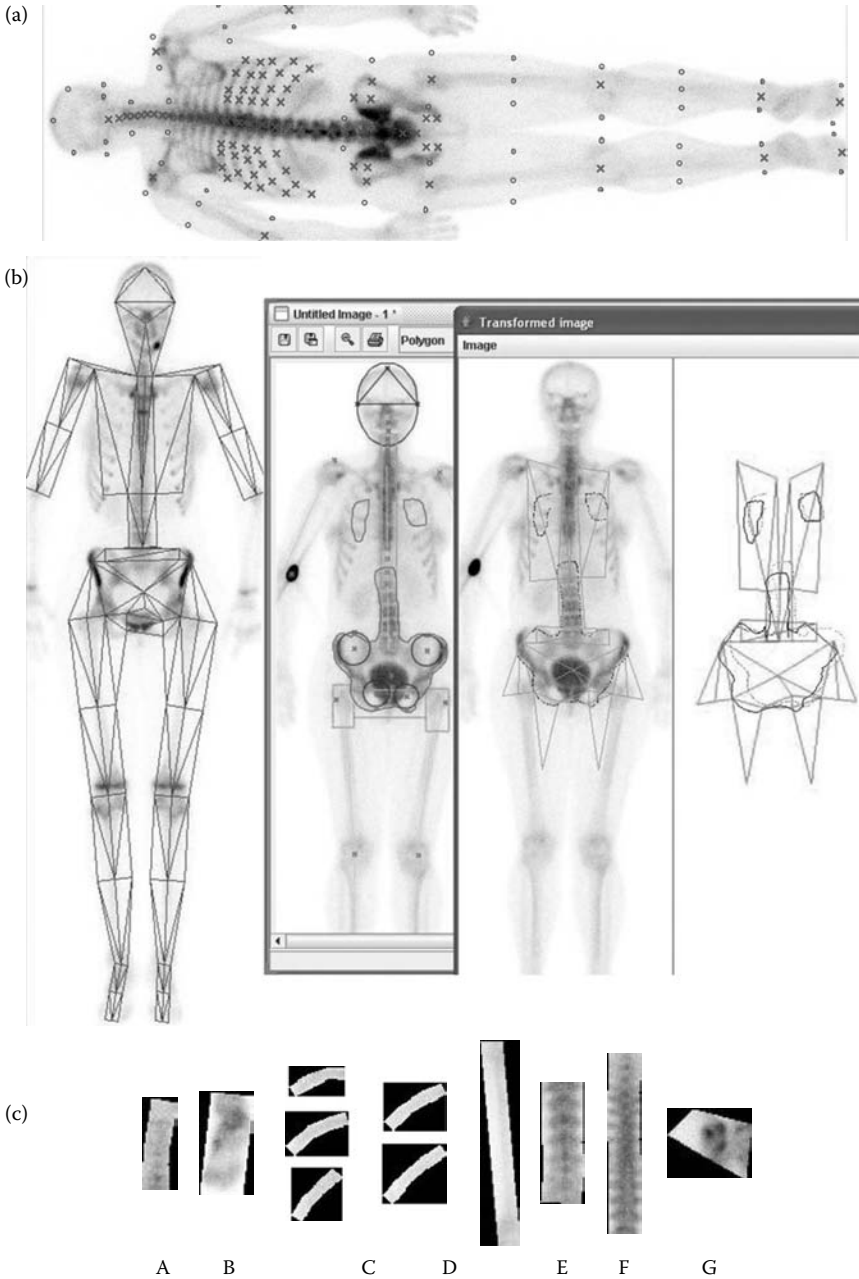 (a)
(b)
Untitled Image - 1 *
Polygon
Transformed image
Image
(c)
A B C D E F G